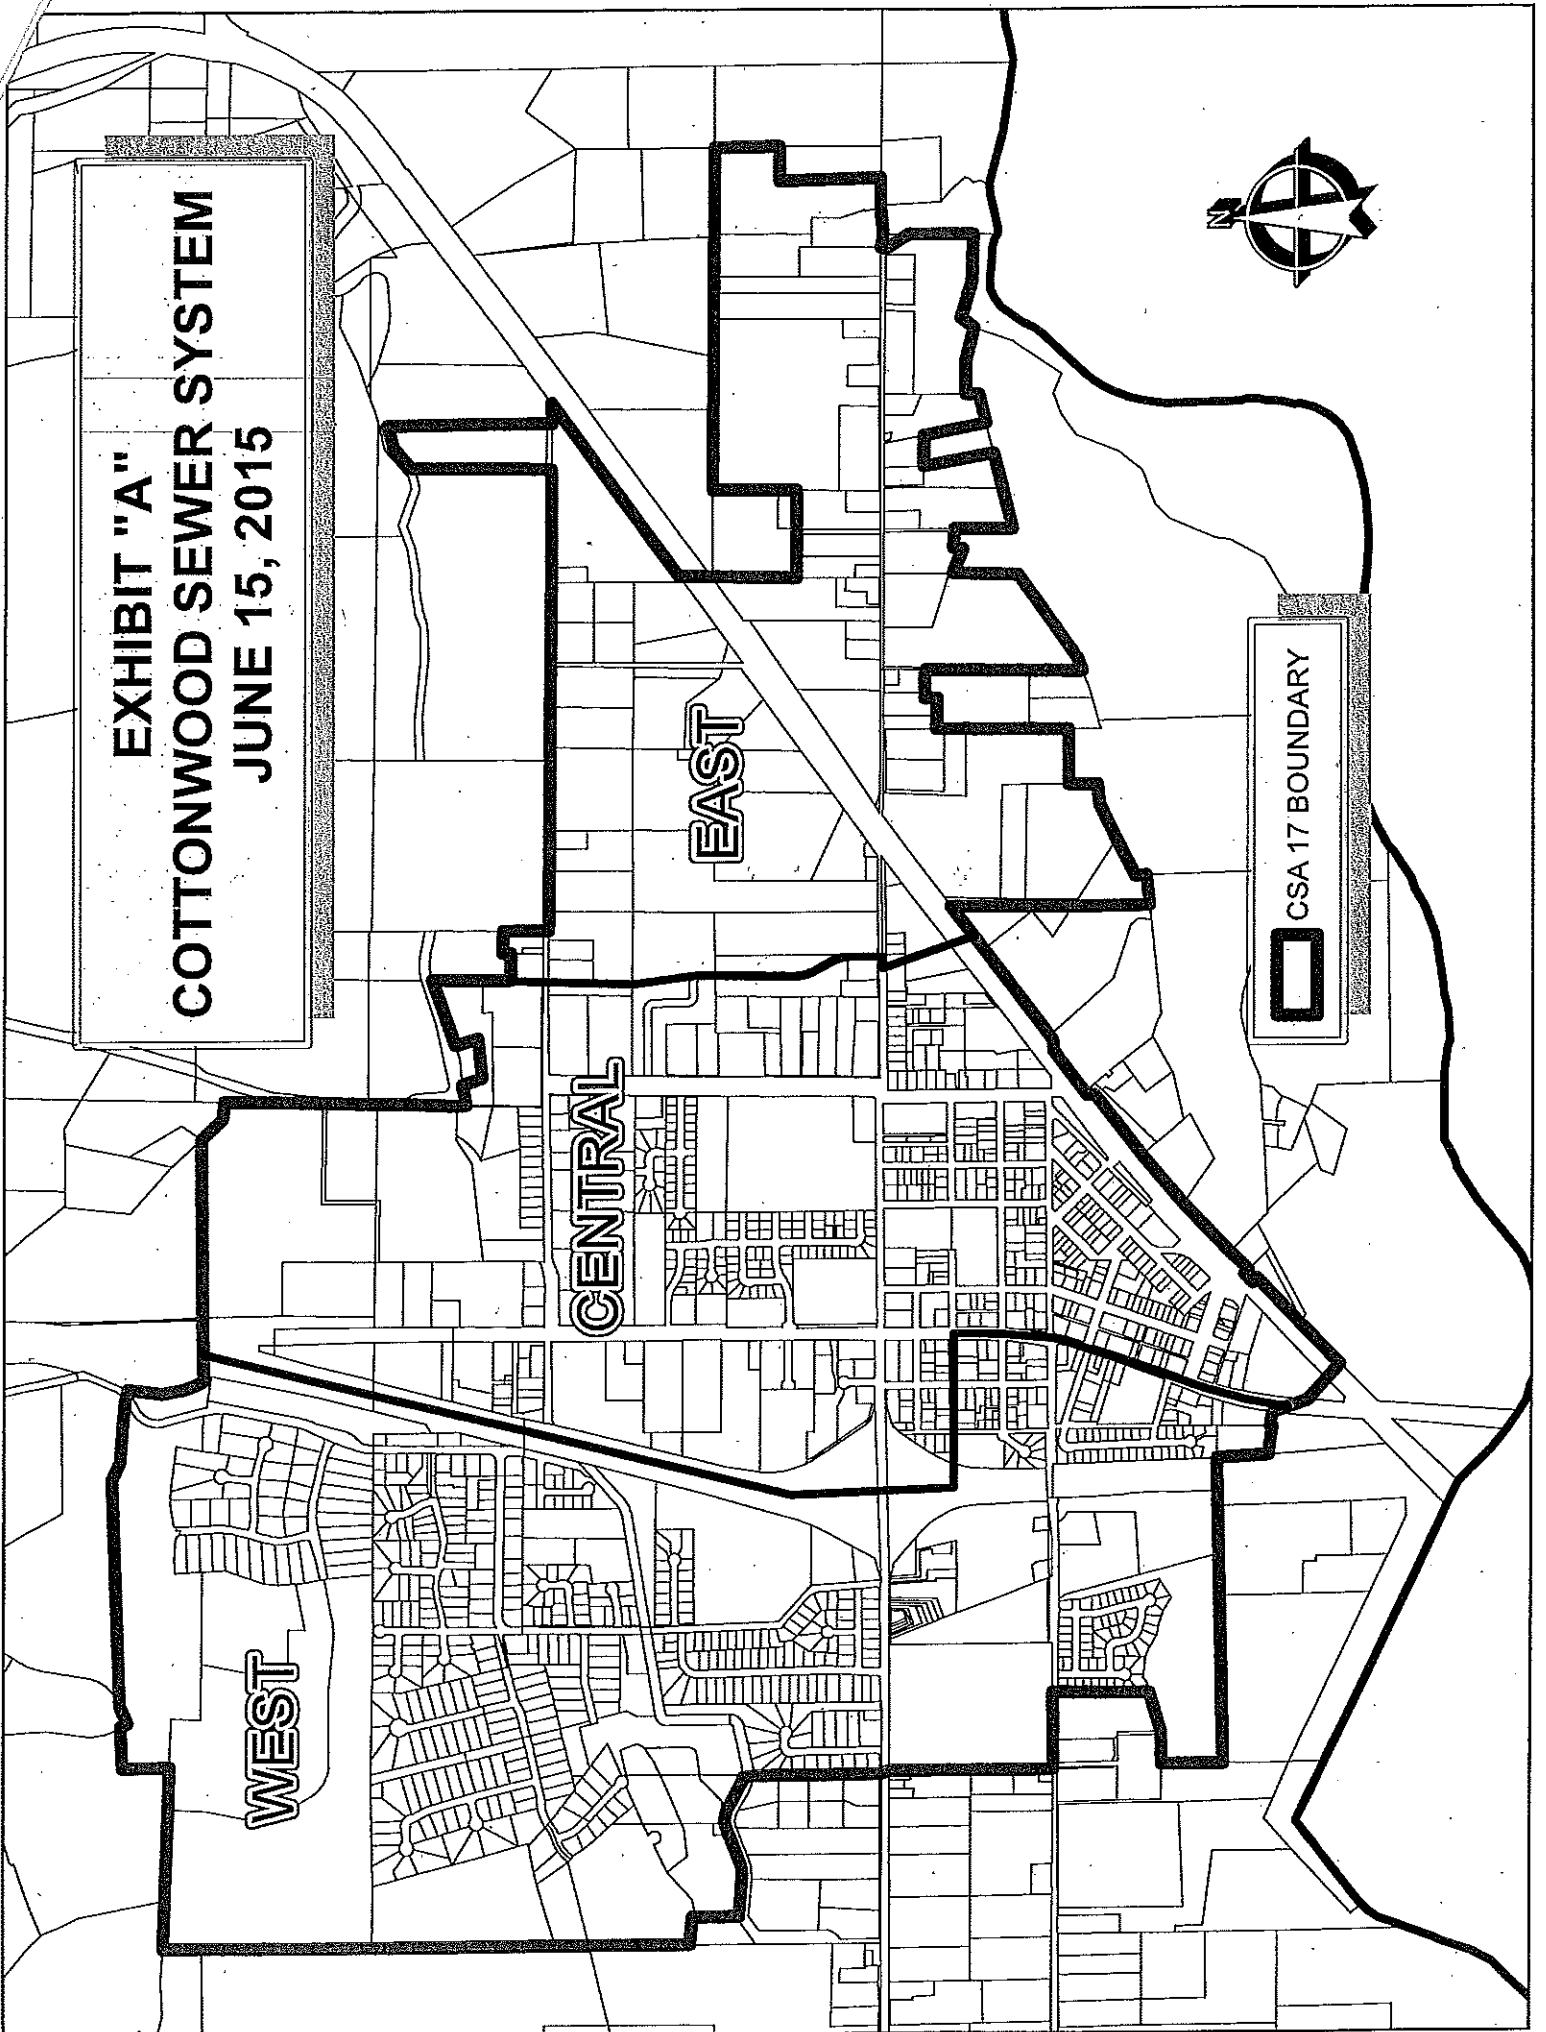 EXHIBIT "A"
COTTONWOOD SEWER SYSTEM
JUNE 15, 2015
N
EAST
CENTRAL
WEST
CSA 17 BOUNDARY